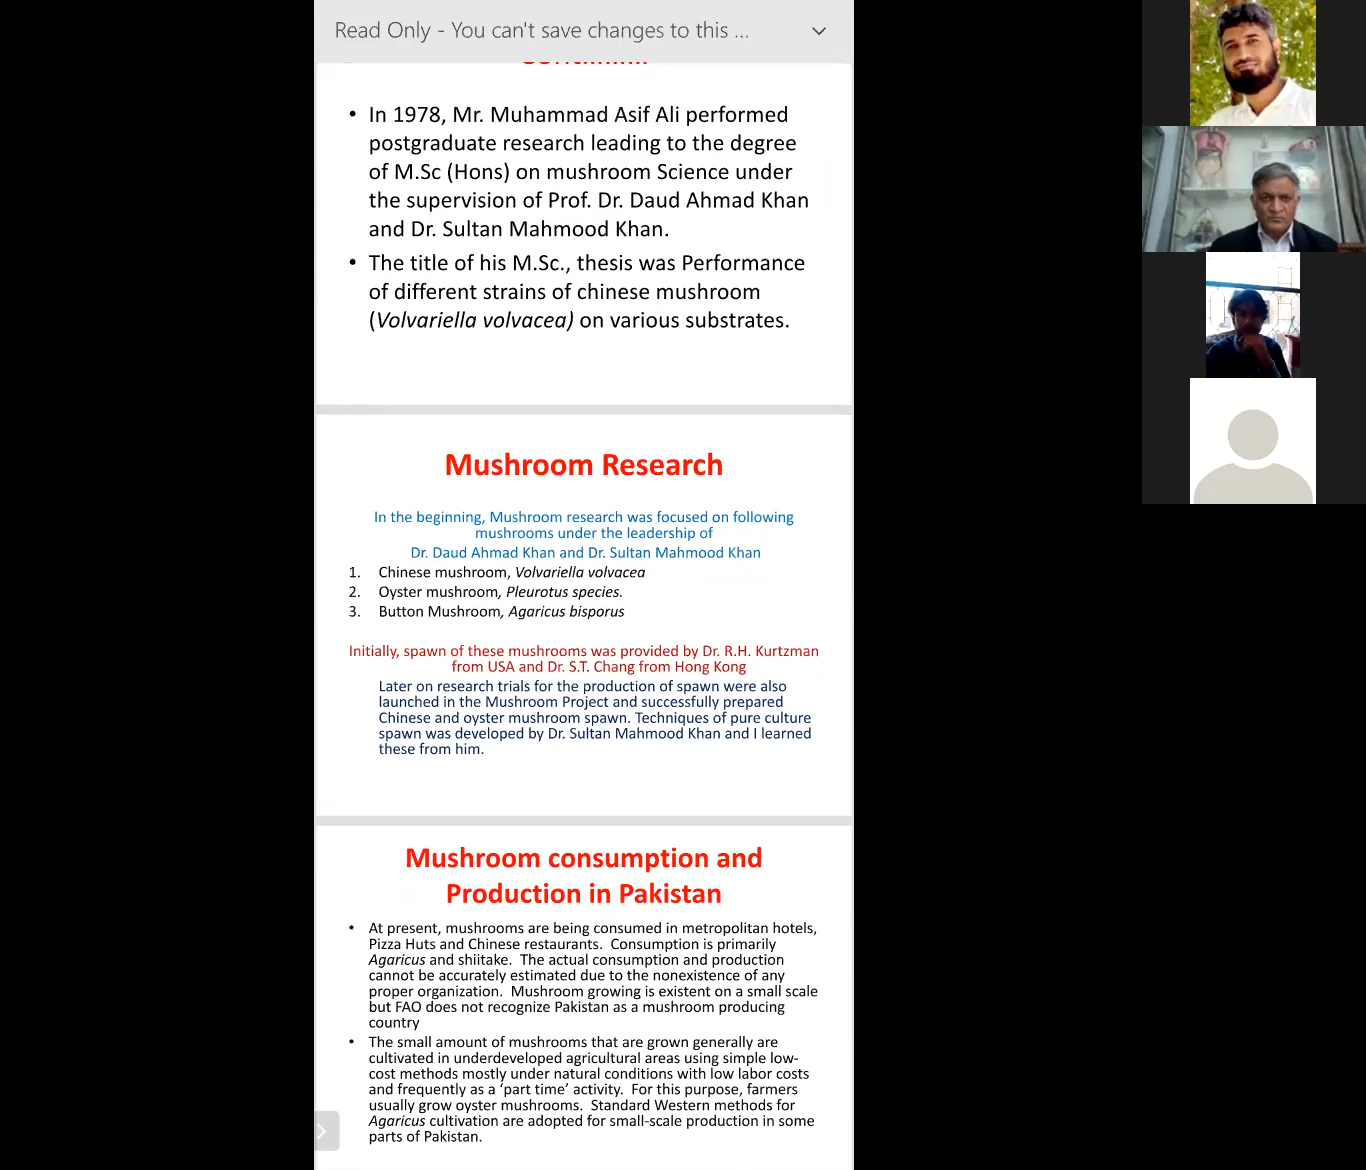 Read Only - You can't save changes to this ...
• In 1978, Mr. Muhammad Asif Ali performed
postgraduate research leading to the degree
of M.Sc (Hons) on mushroom Science under
the supervision of Prof. Dr. Daud Ahmad Khan
and Dr. Sultan Mahmood Khan.
• The title of his M.Sc., thesis was Performance
of different strains of chinese mushroom
(Volvariella volvacea) on various substrates.
Mushroom Research
In the beginning, Mushroom research was focused on following
mushrooms under the leadership of
Dr. Daud Ahmad Khan and Dr. Sultan Mahmood Khan
1. Chinese mushroom, Volvariella volvacea
2. Oyster mushroom, Pleurotus species.
3. Button Mushroom, Agaricus bisporus
Initially, spawn of these mushrooms was provided by Dr. R.H. Kurtzman
from USA and Dr. S.T. Chang from Hong Kong
Later on research trials for the production of spawn were also
launched in the Mushroom Project and successfully prepared
Chinese and oyster mushroom spawn. Techniques of pure culture
spawn was developed by Dr. Sultan Mahmood Khan and I learned
these from him.
Mushroom consumption and
Production in Pakistan
• At present, mushrooms are being consumed in metropolitan hotels,
Pizza Huts and Chinese restaurants. Consumption is primarily
Agaricus and shiitake. The actual consumption and production
cannot be accurately estimated due to the nonexistence of any
proper organization. Mushroom growing is existent on a small scale
but FAO does not recognize Pakistan as a mushroom producing
country
• The small amount of mushrooms that are grown generally are
cultivated in underdeveloped agricultural areas using simple low-
cost methods mostly under natural conditions with low labor costs
and frequently as a ‘part time’ activity. For this purpose, farmers
usually grow oyster mushrooms. Standard Western methods for
Agaricus cultivation are adopted for small-scale production in some
parts of Pakistan.